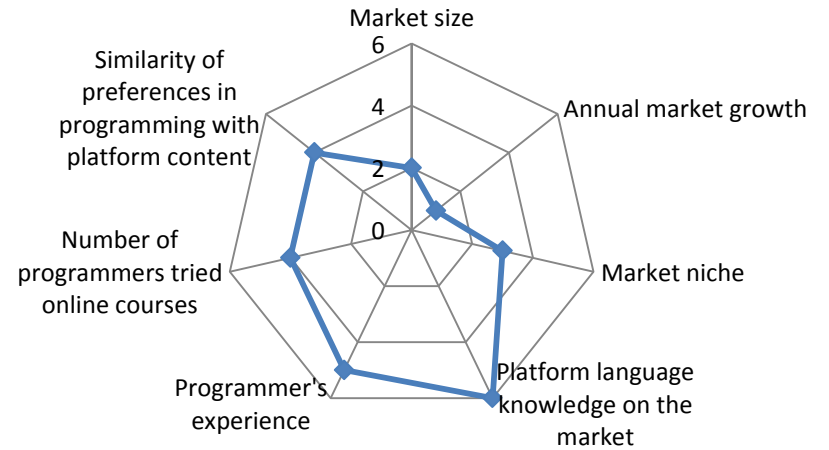 Market size
6
4
2
0
Annual market growth
Market niche
Platform language
knowledge on the
market
Programmer's
experience
Number of
programmers tried
online courses
Similarity of
preferences in
programming with
platform content